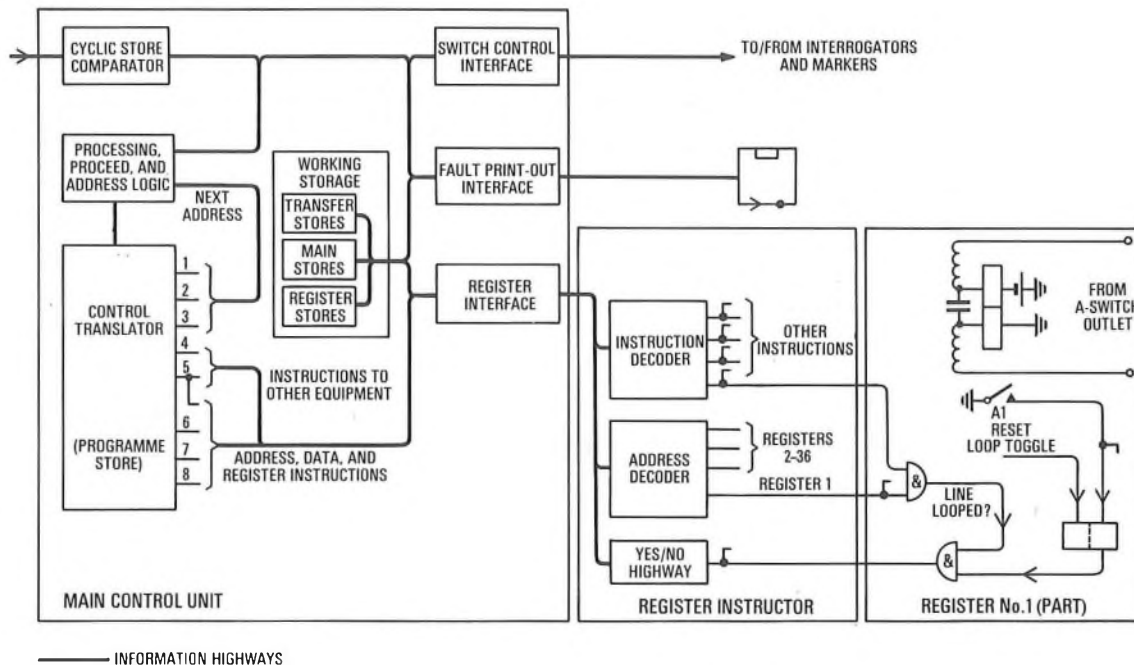 CYCLIC STORE
COMPARATOR
SWITCH CONTROL
INTERFACE
TO/FROM INTERROGATORS
AND MARKERS
PROCESSING,
PROCEED, AND
ADDRESS LOGIC
NEXT
ADDRESS
WORKING
STORAGE
TRANSFER
STORES
MAIN
STORES
REGISTER
STORES
FAULT PRINT-OUT
INTERFACE
REGISTER
INTERFACE
CONTROL
TRANSLATOR
(PROGRAMME
STORE)
1
2
3
4
5
6
7
8
INSTRUCTIONS TO
OTHER EQUIPMENT
ADDRESS, DATA, AND
REGISTER INSTRUCTIONS
MAIN CONTROL UNIT
INSTRUCTION
DECODER
OTHER
INSTRUCTIONS
ADDRESS
DECODER
REGISTERS
2-36
REGISTER 1
YES/NO
HIGHWAY
REGISTER INSTRUCTOR
FROM
A-SWITCH
OUTLET
A1
RESET
LOOP TOGGLE
&
LINE
LOOPED?
&
REGISTER No.1 (PART)
INFORMATION HIGHWAYS